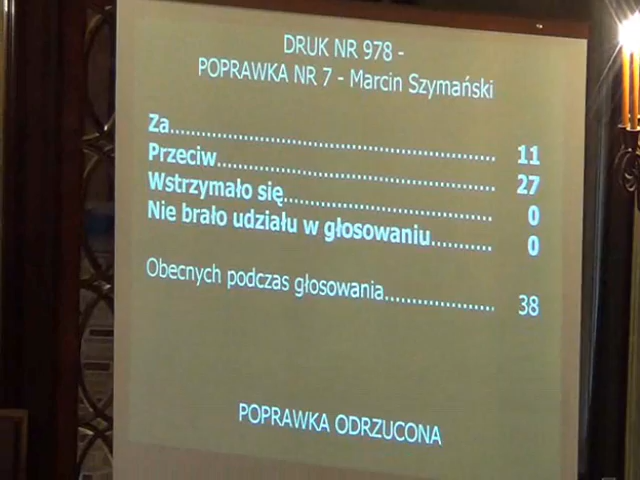 DRUK NR 978 -
POPRAWKA NR 7 - Marcin Szymański
Za.............................................................. 11
Przeciw..................................................... 27
Wstrzymało się........................................ 0
Nie brało udziału w głosowaniu........... 0
Obecnych podczas głosowania..................... 38
POPRAWKA ODRZUCONA